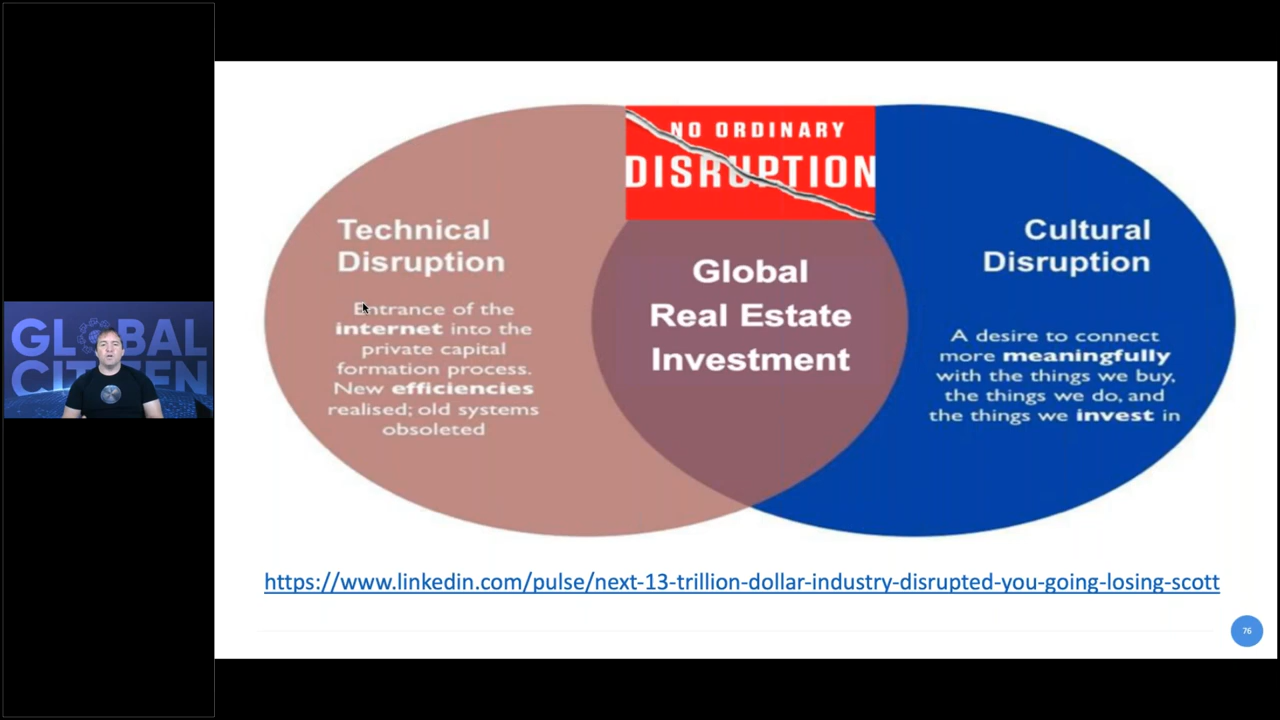 GLOBAL
CITIZEN
NO ORDINARY
DISRUPTION
Technical
Disruption
Entrance of the
internet into the
private capital
formation process.
New efficiencies
realised; old systems
obsoleted
Global
Real Estate
Investment
Cultural
Disruption
A desire to connect
more meaningfully
with the things we buy,
the things we do, and
the things we invest in
https://www.linkedin.com/pulse/next-13-trillion-dollar-industry-disrupted-you-going-losing-scott
76